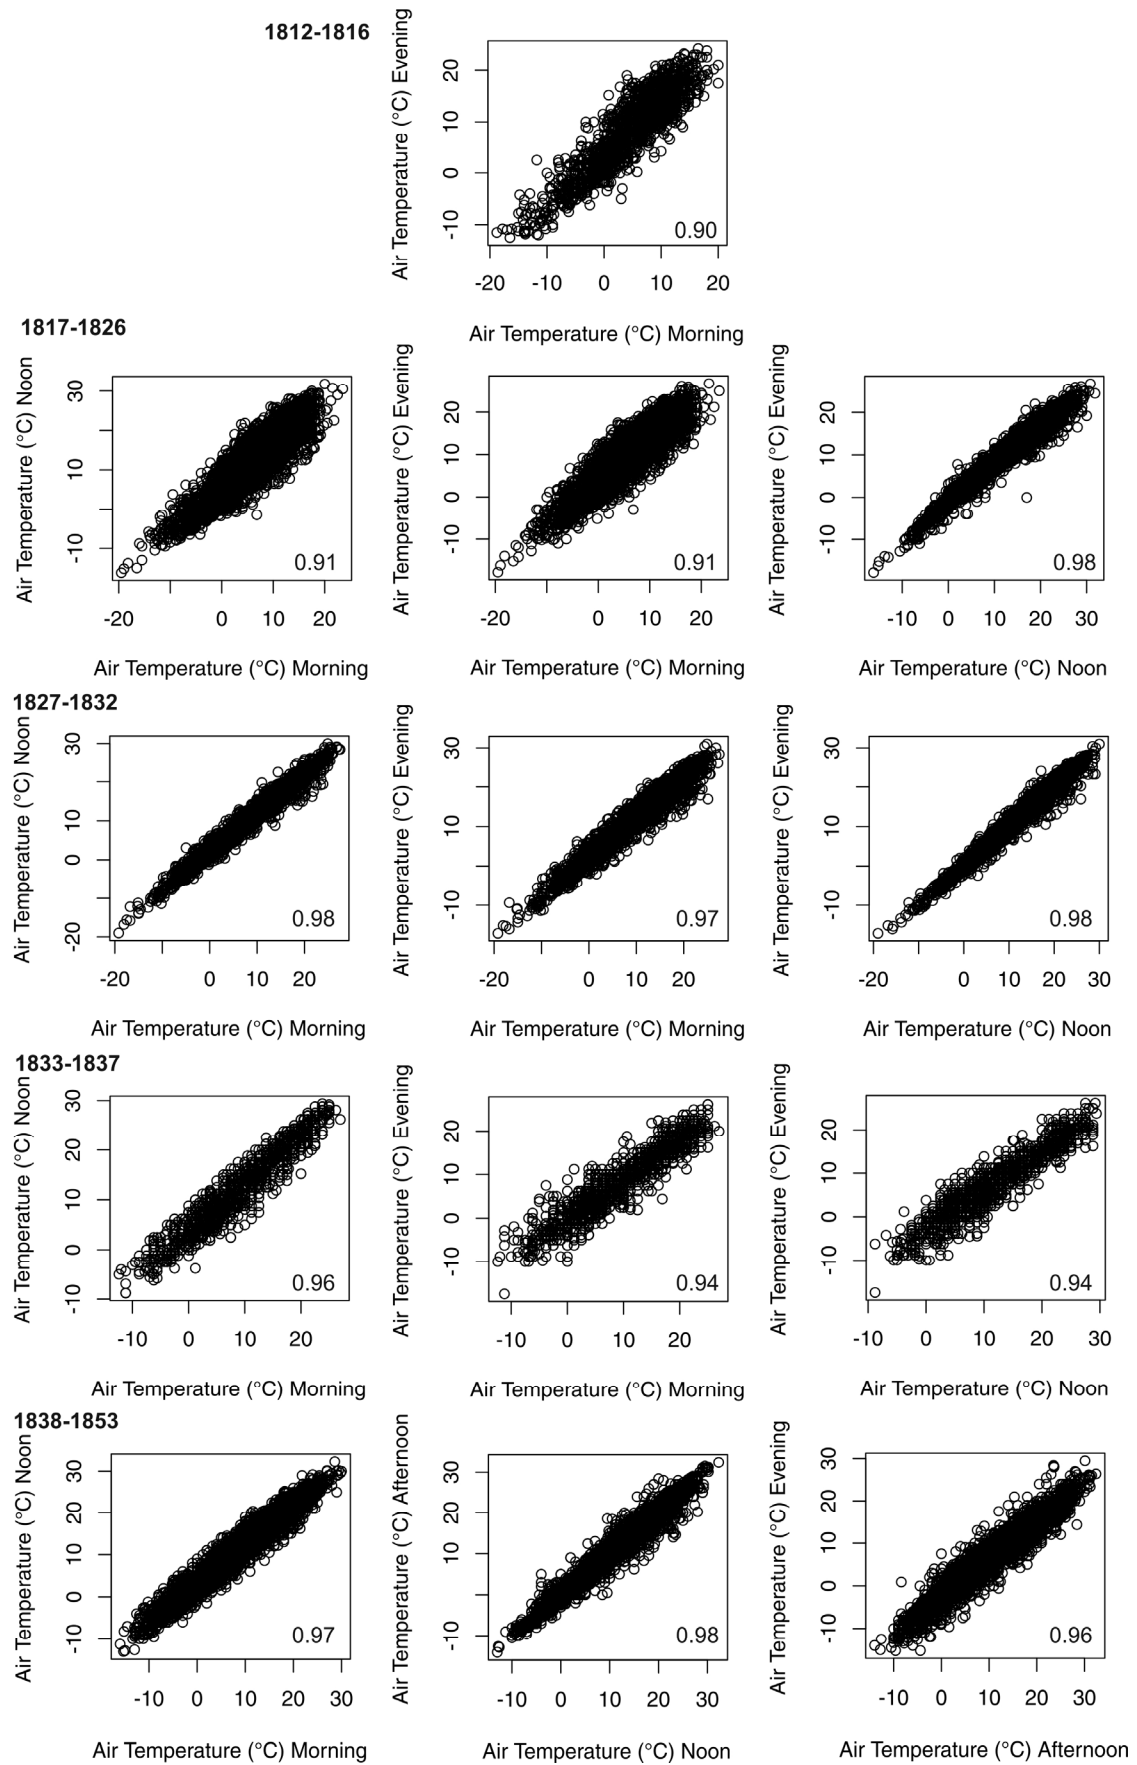 1812-1816
Air Temperature (°C) Evening
20
10
0
-10
0.90
-20 -10 0 10 20
Air Temperature (°C) Morning
1817-1826
Air Temperature (°C) Noon
30
10
-10
0.91
-20 0 10 20
Air Temperature (°C) Morning
Air Temperature (°C) Evening
20
10
0
-10
0.91
-20 0 10 20
Air Temperature (°C) Morning
Air Temperature (°C) Evening
20
10
0
-10
0.98
-10 0 10 20 30
Air Temperature (°C) Noon
1827-1832
Air Temperature (°C) Noon
30
10
0
-20
0.98
-20 0 10 20
Air Temperature (°C) Morning
Air Temperature (°C) Evening
30
10
-10
0.97
-20 0 10 20
Air Temperature (°C) Morning
Air Temperature (°C) Evening
30
10
-10
0.98
-20 0 10 20 30
Air Temperature (°C) Noon
1833-1837
Air Temperature (°C) Noon
30
20
10
0
-10
0.96
-10 0 10 20
Air Temperature (°C) Morning
Air Temperature (°C) Evening
20
10
0
-10
0.94
-10 0 10 20
Air Temperature (°C) Morning
Air Temperature (°C) Evening
20
10
0
-10
0.94
-10 0 10 20 30
Air Temperature (°C) Noon
1838-1853
Air Temperature (°C) Noon
30
20
10
0
-10
0.97
-10 0 10 20 30
Air Temperature (°C) Morning
Air Temperature (°C) Afternoon
30
20
10
-10
0.98
-10 0 10 20 30
Air Temperature (°C) Noon
Air Temperature (°C) Evening
30
20
10
0
-10
0.96
-10 0 10 20 30
Air Temperature (°C) Afternoon